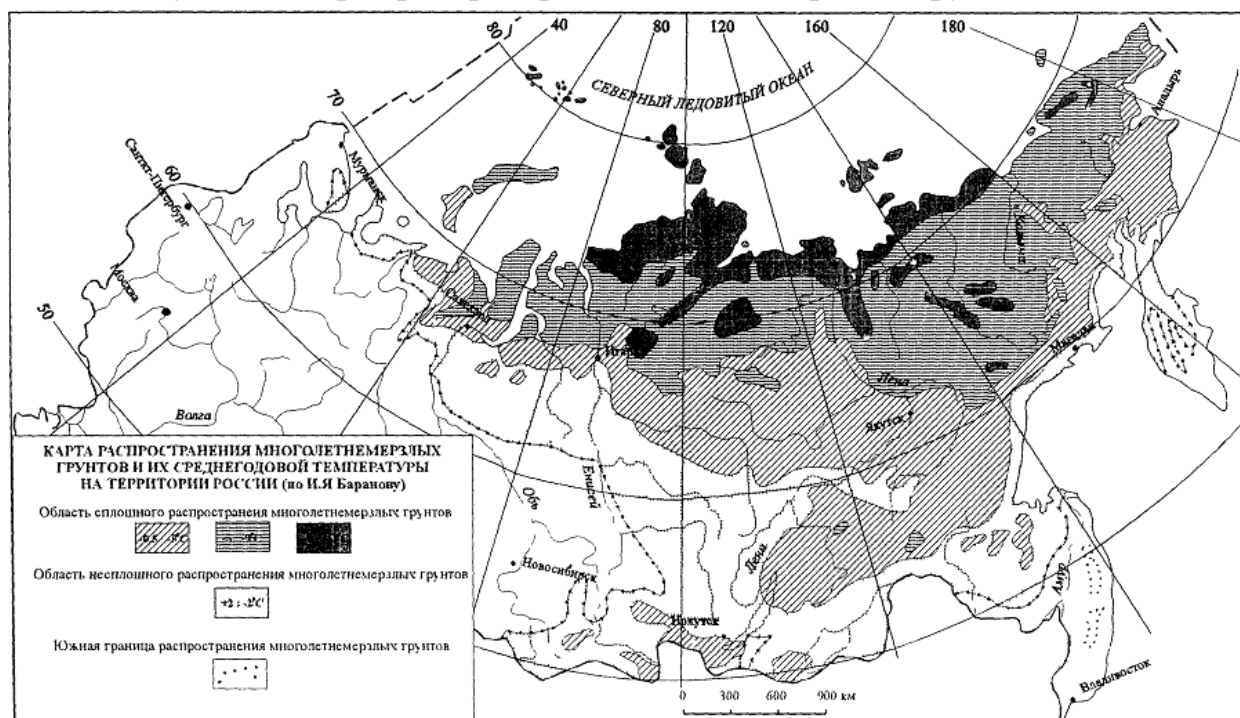 80
40
80
120
160
180
СЕВЕРНЫЙ ЛЕДОВИТЫЙ ОКЕАН
70
60
50
Мурманск
Санкт-Питербург
Москва
Анадырь
Колыма
Магадан
Лена
Якутск
Волга
Енисей
Обь
Новосибирск
Лена
Амур
Владивосток
КАРТА РАСПРОСТРАНЕНИЯ МНОГОЛЕТНЕМЕРЗЛЫХ
ГРУНТОВ И ИХ СРЕДНЕГОДОВОЙ ТЕМПЕРАТУРЫ
НА ТЕРРИТОРИИ РОССИИ (по И.Я Баранову)
Область сплошного распространения многолетнемерзлых грунтов
Область несплошного распространения многолетнемерзлых грунтов
+2 : -2°C
Южная граница распространения многолетнемерзлых грунтов
0 300 600 900 км